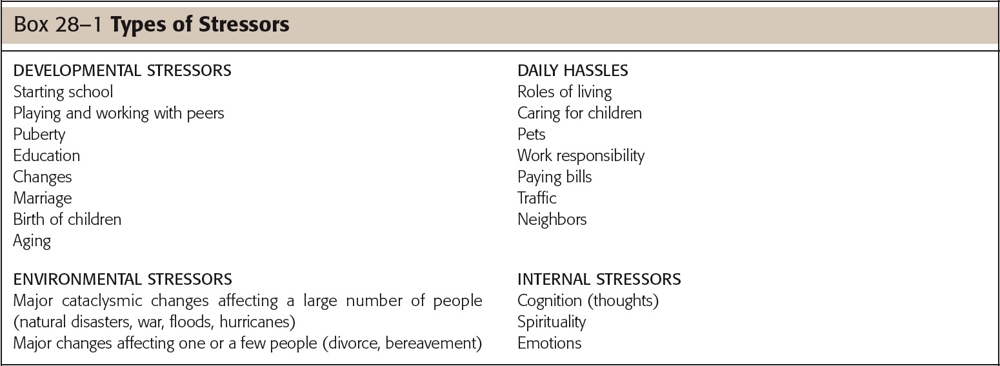 Box 28–1 Types of Stressors
DEVELOPMENTAL STRESSORS
Starting school
Playing and working with peers
Puberty
Education
Changes
Marriage
Birth of children
Aging
ENVIRONMENTAL STRESSORS
Major cataclysmic changes affecting a large number of people
(natural disasters, war, floods, hurricanes)
Major changes affecting one or a few people (divorce, bereavement)
DAILY HASSLES
Roles of living
Caring for children
Pets
Work responsibility
Paying bills
Traffic
Neighbors
INTERNAL STRESSORS
Cognition (thoughts)
Spirituality
Emotions